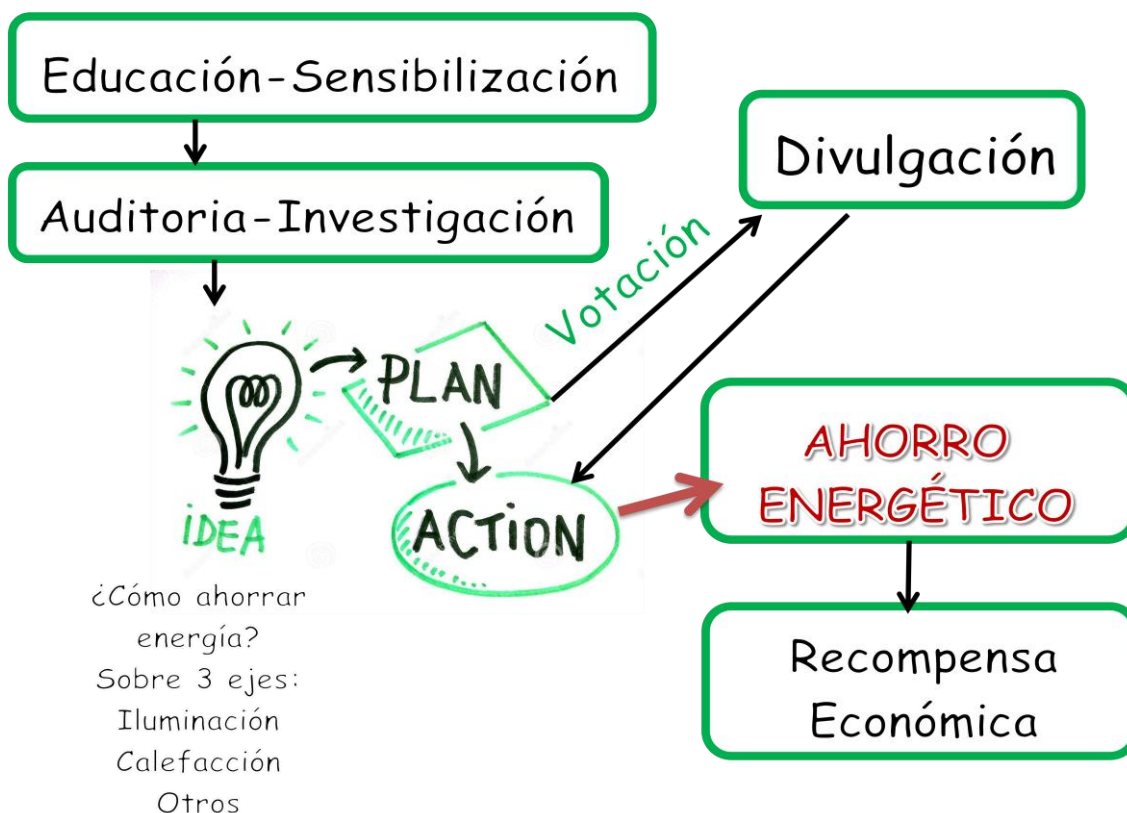 Educación-Sensibilización
Auditoria-Investigación
Divulgación
Votación
PLAN
iDEA
ACTiON
AHORRO
ENERGÉTICO
Recompensa
Económica
¿Cómo ahorrar
energía?
Sobre 3 ejes:
Iluminación
Calefacción
Otros